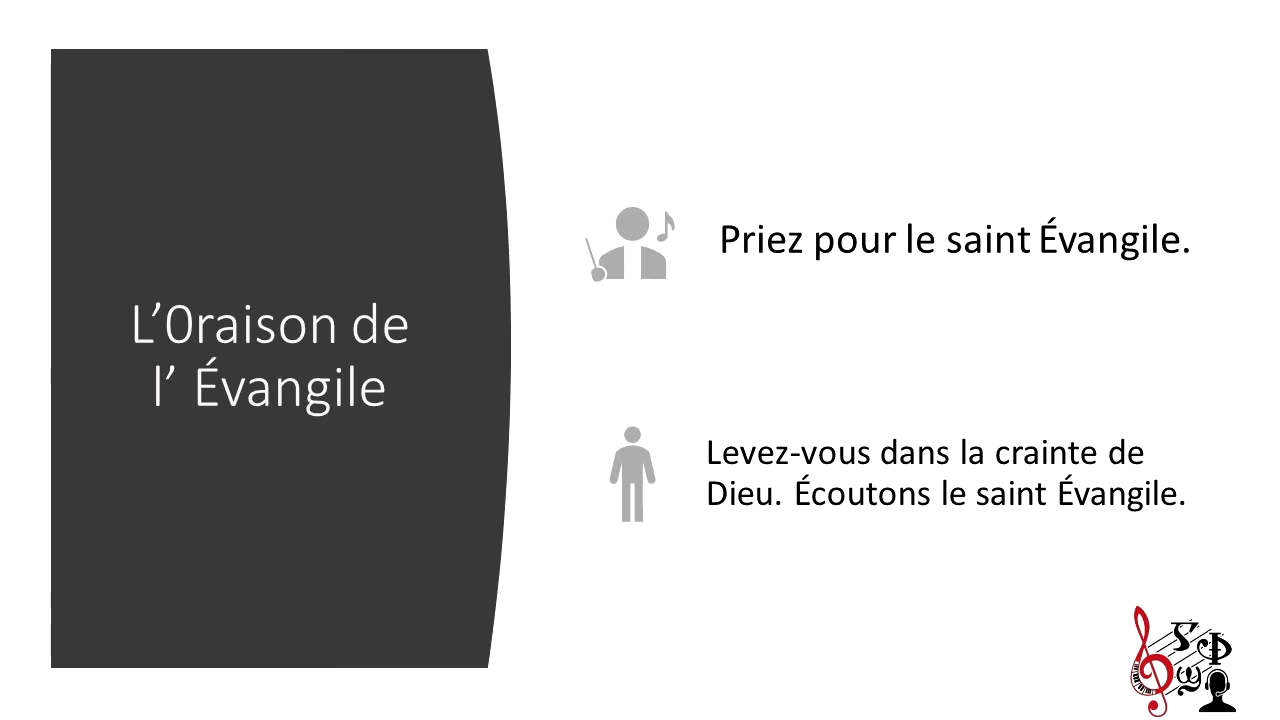 L’0raison de
l’ Évangile
Priez pour le saint Évangile.
Levez-vous dans la crainte de
Dieu. Écoutons le saint Évangile.